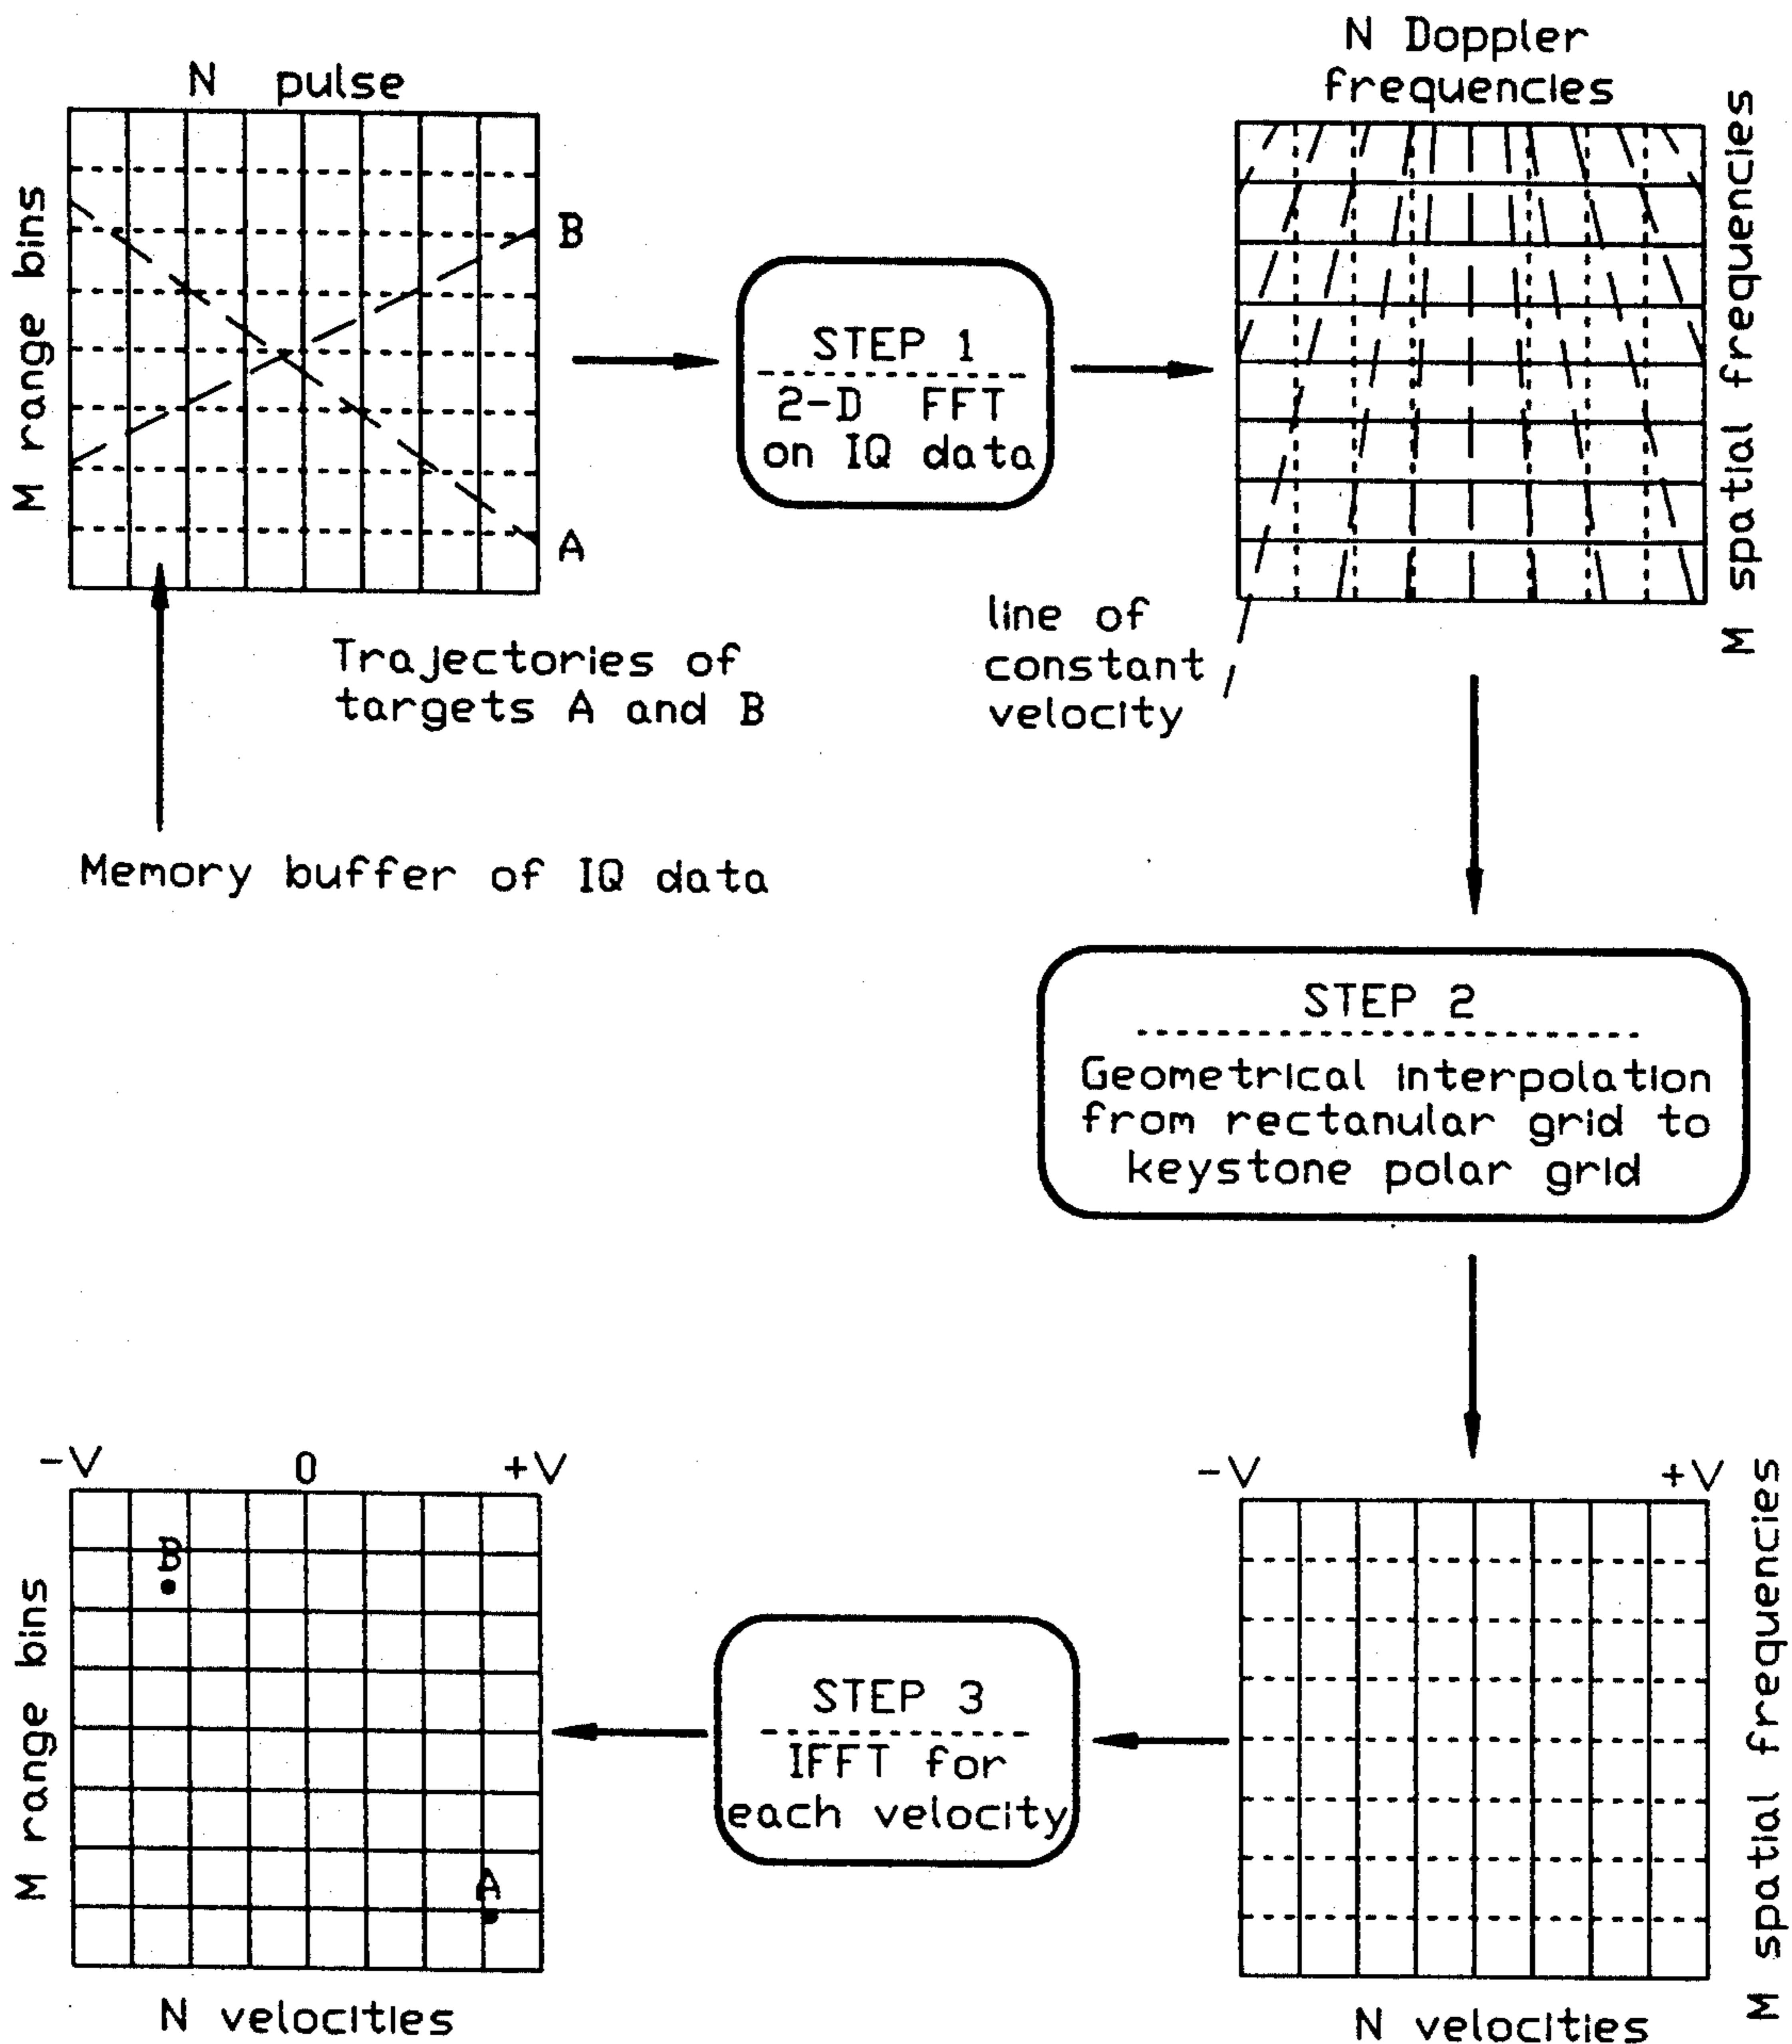 N pulse
M range bins
B
A
Trajectories of
targets A and B
Memory buffer of IQ data
STEP 1
2-D FFT
on IQ data
N Doppler
frequencies
M spatial frequencies
line of
constant
velocity
STEP 2
Geometrical interpolation
from rectanular grid to
keystone polar grid
-V
+V
M spatial frequencies
N velocities
STEP 3
IFFT for
each velocity
-V
0
+V
M range bins
B
A
N velocities